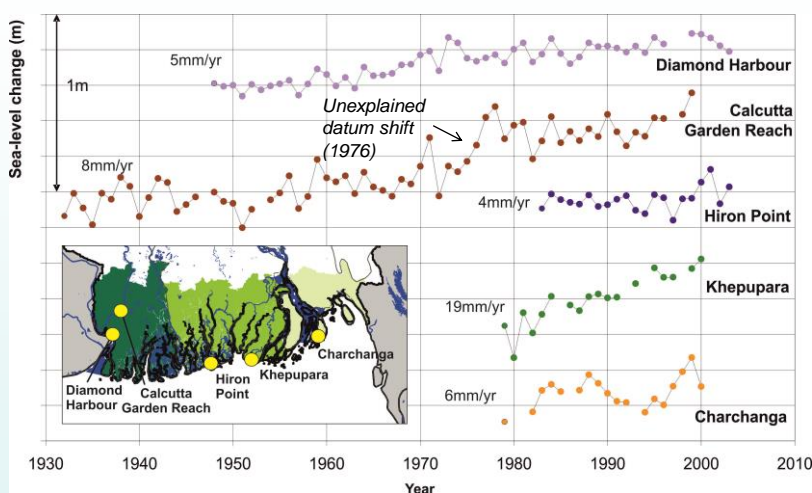 Sea-level change (m)
1m
5mm/yr
Diamond Harbour
Unexplained
datum shift
(1976)
Calcutta
Garden Reach
8mm/yr
4mm/yr
Hiron Point
Khepupara
19mm/yr
Diamond
Harbour
Calcutta
Garden Reach
Hiron
Point
Khepupara
Charchanga
6mm/yr
Charchanga
1930 1940 1950 1960 1970 1980 1990 2000 2010
Year